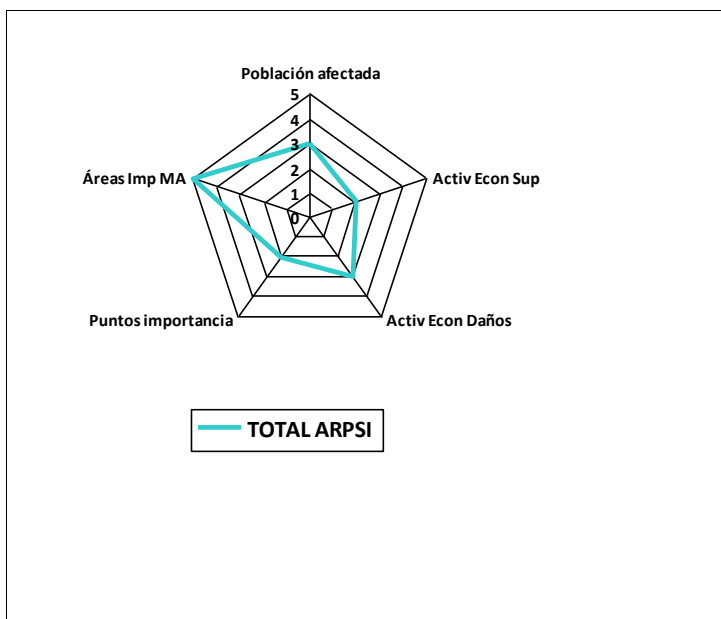 Población afectada
5
4
3
2
1
0
Áreas Imp MA
Activ Econ Sup
Puntos importancia
Activ Econ Daños
TOTAL ARPSI